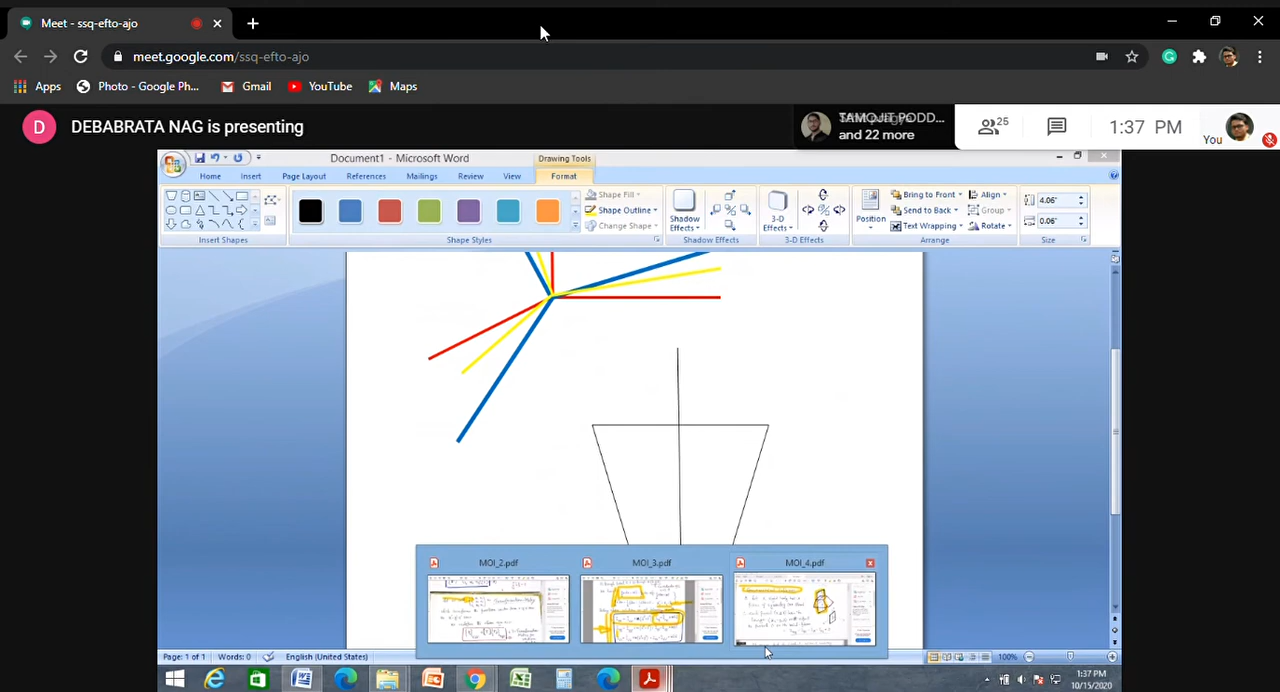 Meet - ssq-efto-ajo
meet.google.com/ssq-efto-ajo
Apps Photo - Google Ph... Gmail YouTube Maps
D DEBABRATA NAG is presenting
TAMOJIT PODD...
and 22 more
25
1:37 PM
You
Document1 - Microsoft Word
Drawing Tools
Home Insert Page Layout References Mailings Review View Format
Shape Fill
Shape Outline
Change Shape
Shadow Effects
3-D Effects
Position
Bring to Front
Send to Back
Text Wrapping
Align
Group
Rotate
4.06"
0.06"
Insert Shapes Shape Styles Shadow Effects 3-D Effects Arrange Size
MOI_2.pdf MOI_3.pdf MOI_4.pdf
Page: 1 of 1 Words: 0 English (United States) 100%
1:37 PM
10/15/2020